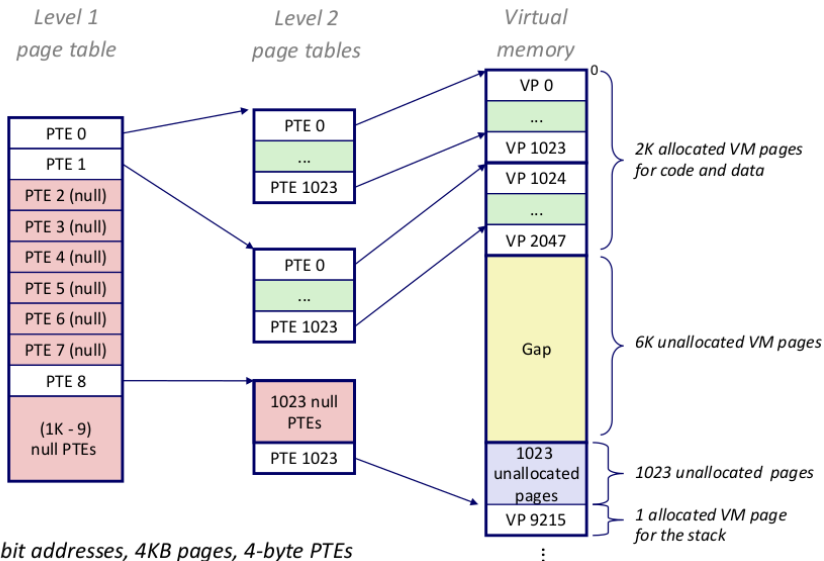 Level 1
page table
Level 2
page tables
Virtual
memory
PTE 0
PTE 1
PTE 2 (null)
PTE 3 (null)
PTE 4 (null)
PTE 5 (null)
PTE 6 (null)
PTE 7 (null)
PTE 8
(1K - 9)
null PTEs
PTE 0
...
PTE 1023
PTE 0
...
PTE 1023
1023 null
PTEs
PTE 1023
0
VP 0
...
VP 1023
VP 1024
...
VP 2047
Gap
1023
unallocated
pages
VP 9215
⋮
2K allocated VM pages
for code and data
6K unallocated VM pages
1023 unallocated pages
1 allocated VM page
for the stack
bit addresses, 4KB pages, 4-byte PTEs